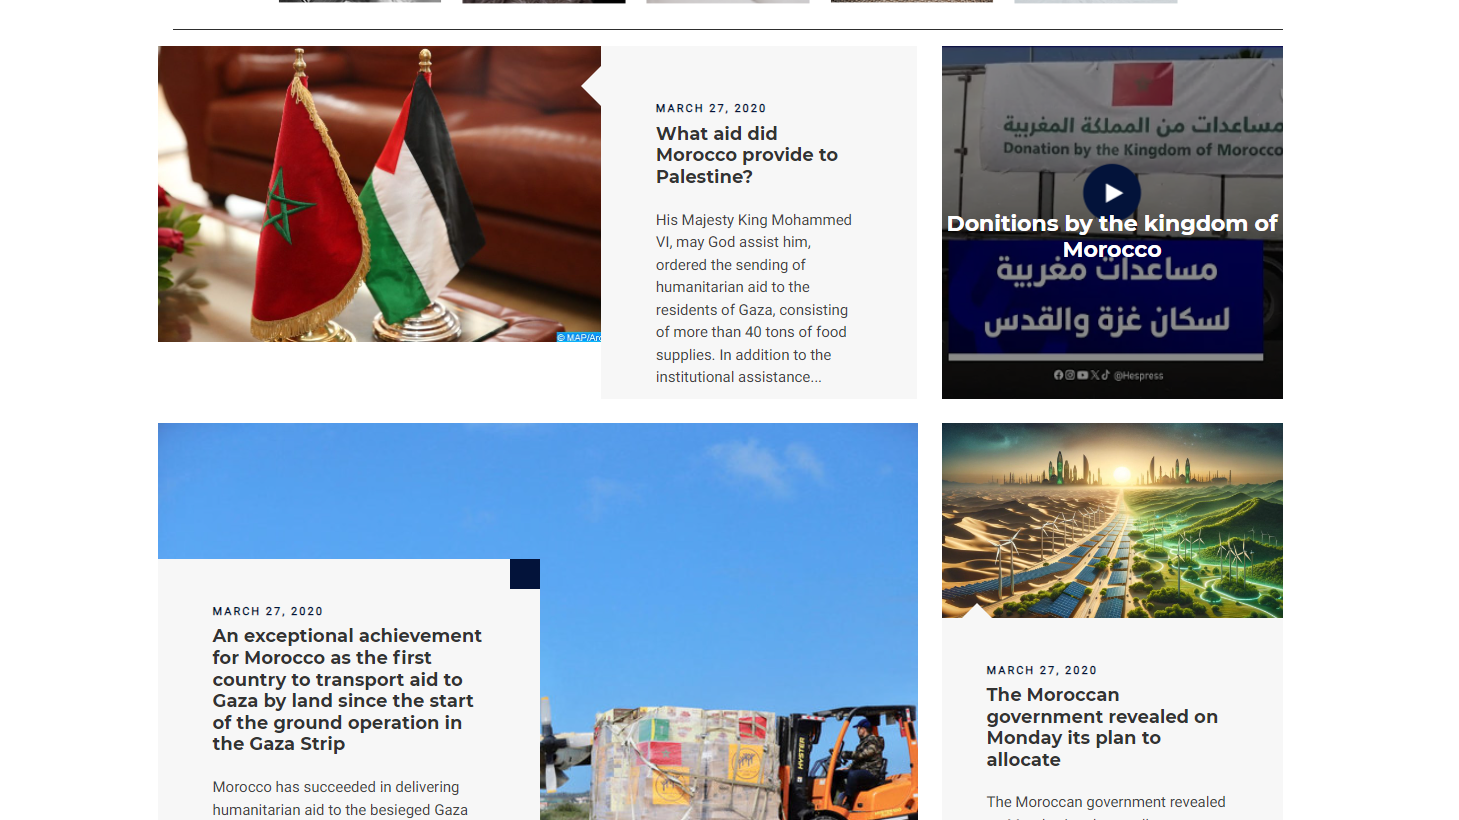 © MAP/Arc
MARCH 27, 2020
What aid did
Morocco provide to
Palestine?
His Majesty King Mohammed
VI, may God assist him,
ordered the sending of
humanitarian aid to the
residents of Gaza, consisting
of more than 40 tons of food
supplies. In addition to the
institutional assistance...
مساعدات من المملكة المغربية
Donation by the Kingdom of Morocco
Donitions by the kingdom of
Morocco
مساعدات مغربية
لسكان غزة والقدس
@Hespress
MARCH 27, 2020
An exceptional achievement
for Morocco as the first
country to transport aid to
Gaza by land since the start
of the ground operation in
the Gaza Strip
Morocco has succeeded in delivering
humanitarian aid to the besieged Gaza
HYSTER
MARCH 27, 2020
The Moroccan
government revealed on
Monday its plan to
allocate
The Moroccan government revealed